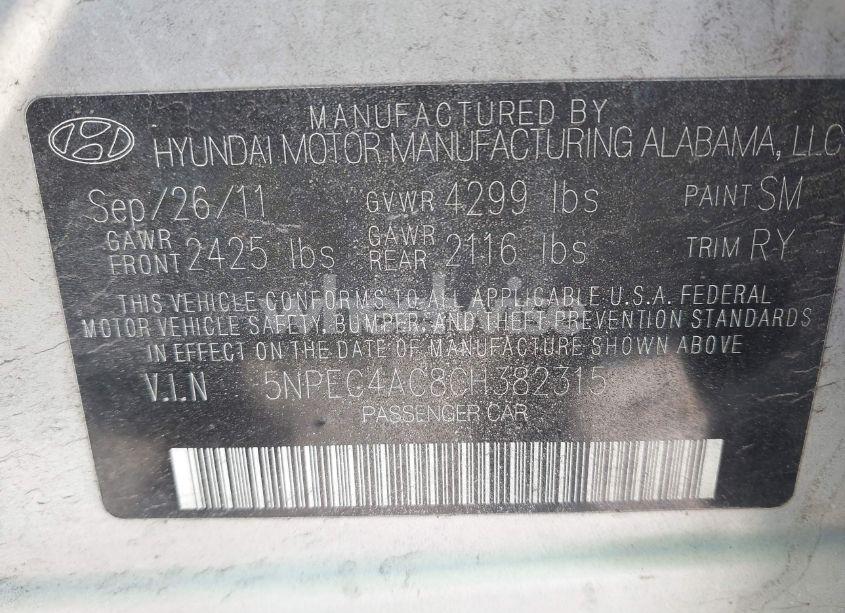 MANUFACTURED BY
HYUNDAI MOTOR MANUFACTURING ALABAMA, LLC
Sep/26/11 GVWR 4299 lbs PAINT SM
GAWR FRONT 2425 lbs GAWR REAR 2116 lbs TRIM RY
THIS VEHICLE CONFORMS TO ALL APPLICABLE U.S.A. FEDERAL
MOTOR VEHICLE SAFETY, BUMPER, AND THEFT PREVENTION STANDARDS
IN EFFECT ON THE DATE OF MANUFACTURE SHOWN ABOVE
V.I.N 5NPEC4AC8CH382315
PASSENGER CAR